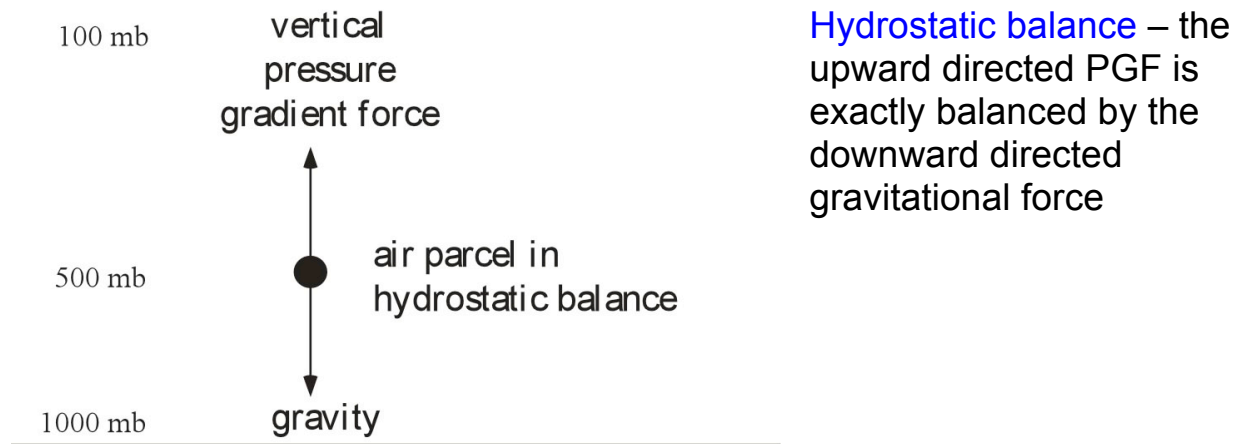 100 mb
vertical
pressure
gradient force
500 mb
air parcel in
hydrostatic balance
1000 mb
gravity
Hydrostatic balance – the
upward directed PGF is
exactly balanced by the
downward directed
gravitational force